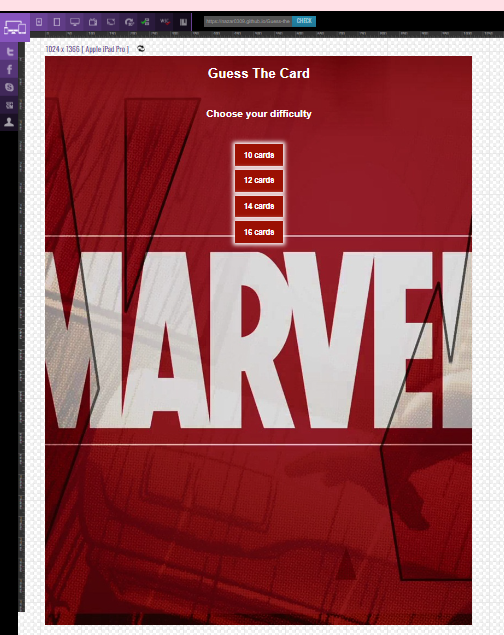 CHECK
1024 x 1366 [ Apple iPad Pro ]
Guess The Card
Choose your difficulty
10 cards
12 cards
14 cards
16 cards
MARVEL